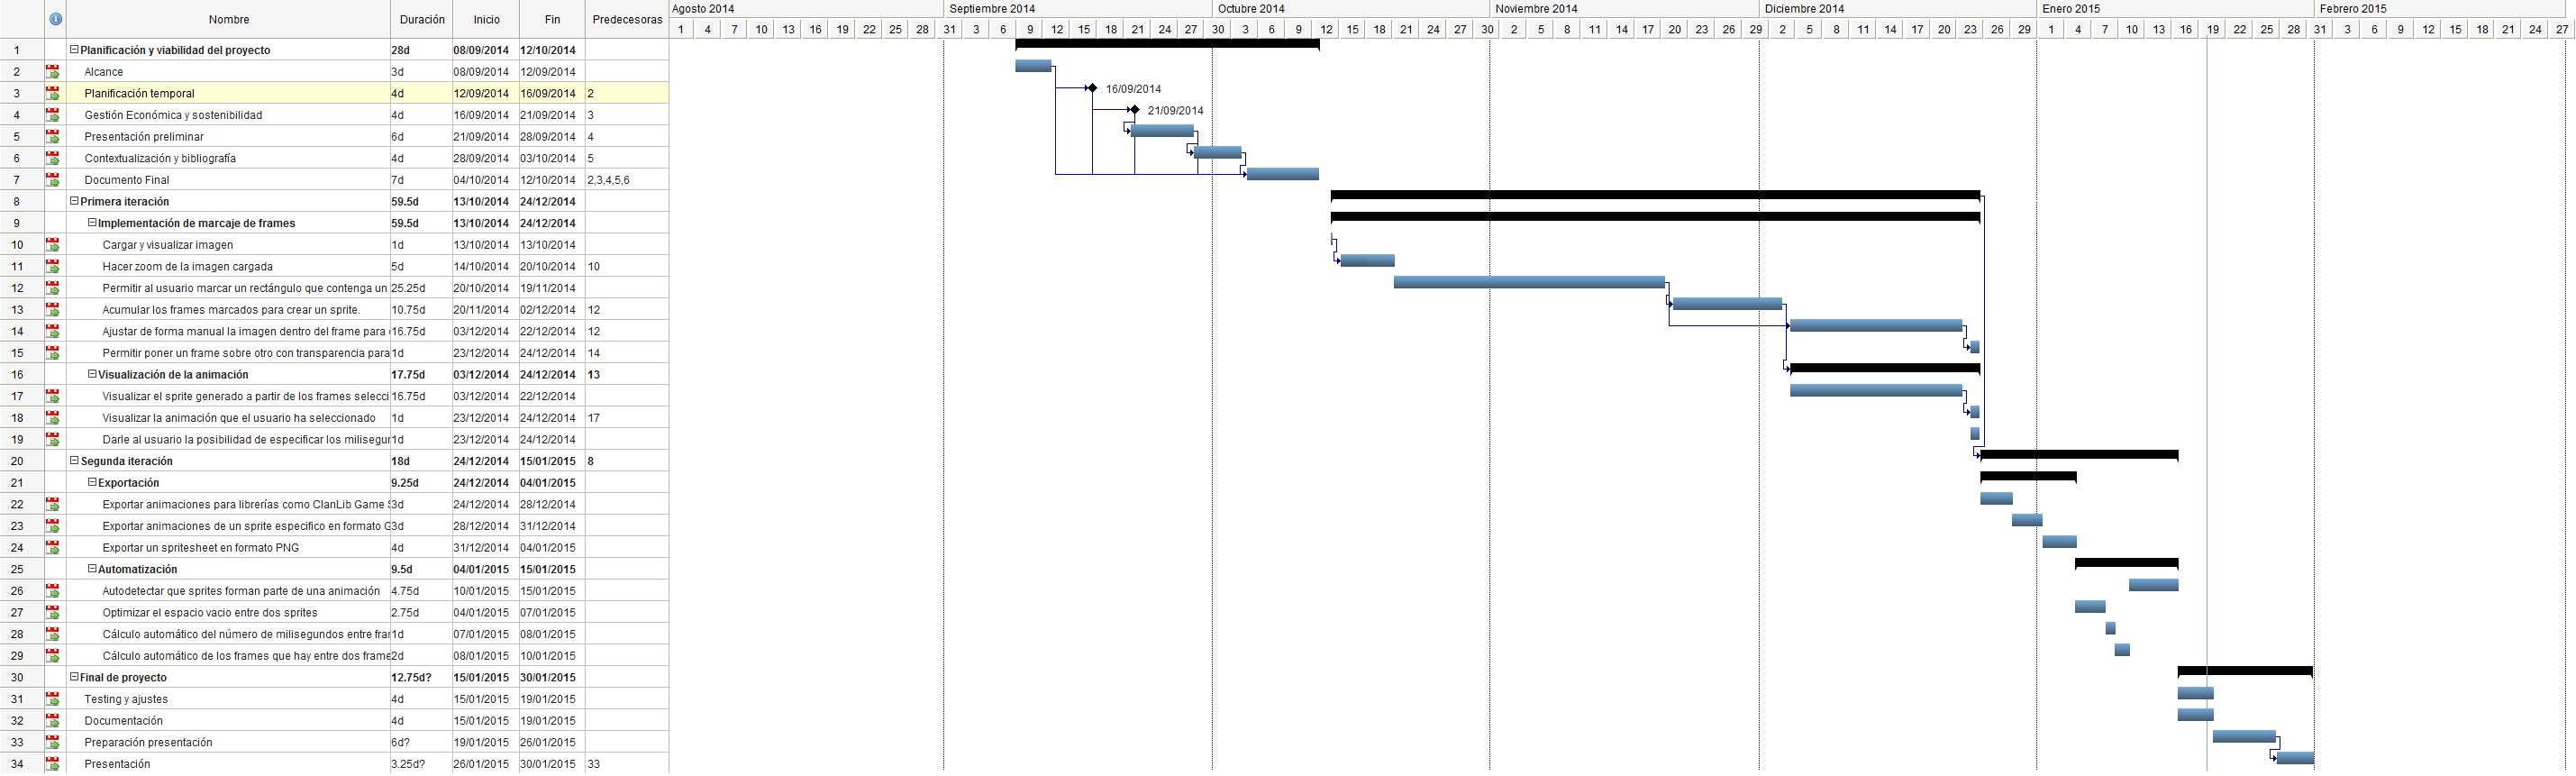 Nombre Duración Inicio Fin Predecesoras Agosto 2014 Septiembre 2014 Octubre 2014 Noviembre 2014 Diciembre 2014 Enero 2015 Febrero 2015
1 4 7 10 13 16 19 22 25 28 31 3 6 9 12 15 18 21 24 27 30 3 6 9 12 15 18 21 24 27 30 2 5 8 11 14 17 20 23 26 29 2 5 8 11 14 17 20 23 26 29 1 4 7 10 13 16 19 22 25 28 31 3 6 9 12 15 18 21 24 27
1 Planificación y viabilidad del proyecto 28d 08/09/2014 12/10/2014
2 Alcance 3d 08/09/2014 12/09/2014
3 Planificación temporal 4d 12/09/2014 16/09/2014 2 16/09/2014
4 Gestión Económica y sostenibilidad 4d 16/09/2014 21/09/2014 3 21/09/2014
5 Presentación preliminar 6d 21/09/2014 28/09/2014 4
6 Contextualización y bibliografía 4d 28/09/2014 03/10/2014 5
7 Documento Final 7d 04/10/2014 12/10/2014 2,3,4,5,6
8 Primera iteración 59.5d 13/10/2014 24/12/2014
9 Implementación de marcaje de frames 59.5d 13/10/2014 24/12/2014
10 Cargar y visualizar imagen 1d 13/10/2014 13/10/2014
11 Hacer zoom de la imagen cargada 5d 14/10/2014 20/10/2014 10
12 Permitir al usuario marcar un rectángulo que contenga un 25.25d 20/10/2014 19/11/2014
13 Acumular los frames marcados para crear un sprite. 10.75d 20/11/2014 02/12/2014 12
14 Ajustar de forma manual la imagen dentro del frame para 16.75d 03/12/2014 22/12/2014 12
15 Permitir poner un frame sobre otro con transparencia para 1d 23/12/2014 24/12/2014 14
16 Visualización de la animación 17.75d 03/12/2014 24/12/2014 13
17 Visualizar el sprite generado a partir de los frames selecci 16.75d 03/12/2014 22/12/2014
18 Visualizar la animación que el usuario ha seleccionado 1d 23/12/2014 24/12/2014 17
19 Darle al usuario la posibilidad de especificar los milisegur 1d 23/12/2014 24/12/2014
20 Segunda iteración 18d 24/12/2014 15/01/2015 8
21 Exportación 9.25d 24/12/2014 04/01/2015
22 Exportar animaciones para librerías como ClanLib Game 3d 24/12/2014 28/12/2014
23 Exportar animaciones de un sprite especifico en formato G 3d 28/12/2014 31/12/2014
24 Exportar un spritesheet en formato PNG 4d 31/12/2014 04/01/2015
25 Automatización 9.5d 04/01/2015 15/01/2015
26 Autodetectar que sprites forman parte de una animación 4.75d 10/01/2015 15/01/2015
27 Optimizar el espacio vacio entre dos sprites 2.75d 04/01/2015 07/01/2015
28 Cálculo automático del número de milisegundos entre frar 1d 07/01/2015 08/01/2015
29 Cálculo automático de los frames que hay entre dos frame 2d 08/01/2015 10/01/2015
30 Final de proyecto 12.75d? 15/01/2015 30/01/2015
31 Testing y ajustes 4d 15/01/2015 19/01/2015
32 Documentación 4d 15/01/2015 19/01/2015
33 Preparación presentación 6d? 19/01/2015 26/01/2015
34 Presentación 3.25d? 26/01/2015 30/01/2015 33